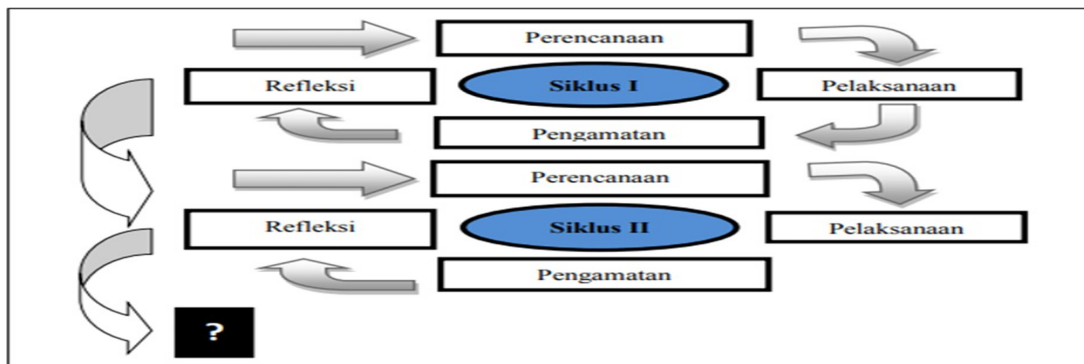 Perencanaan
Refleksi
Siklus I
Pelaksanaan
Pengamatan
Perencanaan
Refleksi
Siklus II
Pelaksanaan
Pengamatan
?